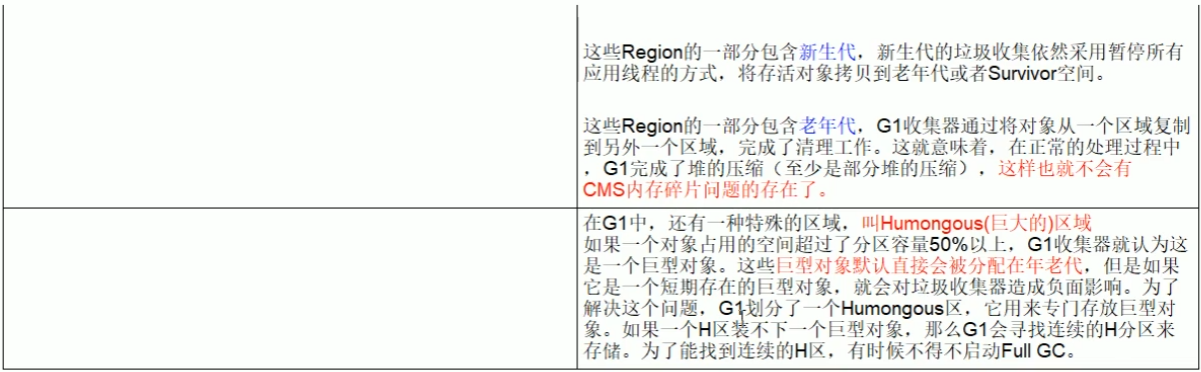 这些Region的一部分包含新生代，新生代的垃圾收集依然采用暂停所有
应用线程的方式，将存活对象拷贝到老年代或者Survivor空间。
这些Region的一部分包含老年代，G1收集器通过将对象从一个区域复制
到另外一个区域，完成了清理工作。这就意味着，在正常的处理过程中
，G1完成了堆的压缩（至少是部分堆的压缩），这样也就不会有
CMS内存碎片问题的存在了。
在G1中，还有一种特殊的区域，叫Humongous(巨大的)区域
如果一个对象占用的空间超过了分区容量50%以上，G1收集器就认为这
是一个巨型对象。这些巨型对象默认直接会被分配在年老代，但是如果
它是一个短期存在的巨型对象，就会对垃圾收集器造成负面影响。为了
解决这个问题，G1划分了一个Humongous区，它用来专门存放巨型对
象。如果一个H区装不下一个巨型对象，那么G1会寻找连续的H分区来
存储。为了能找到连续的H区，有时候不得不启动Full GC。